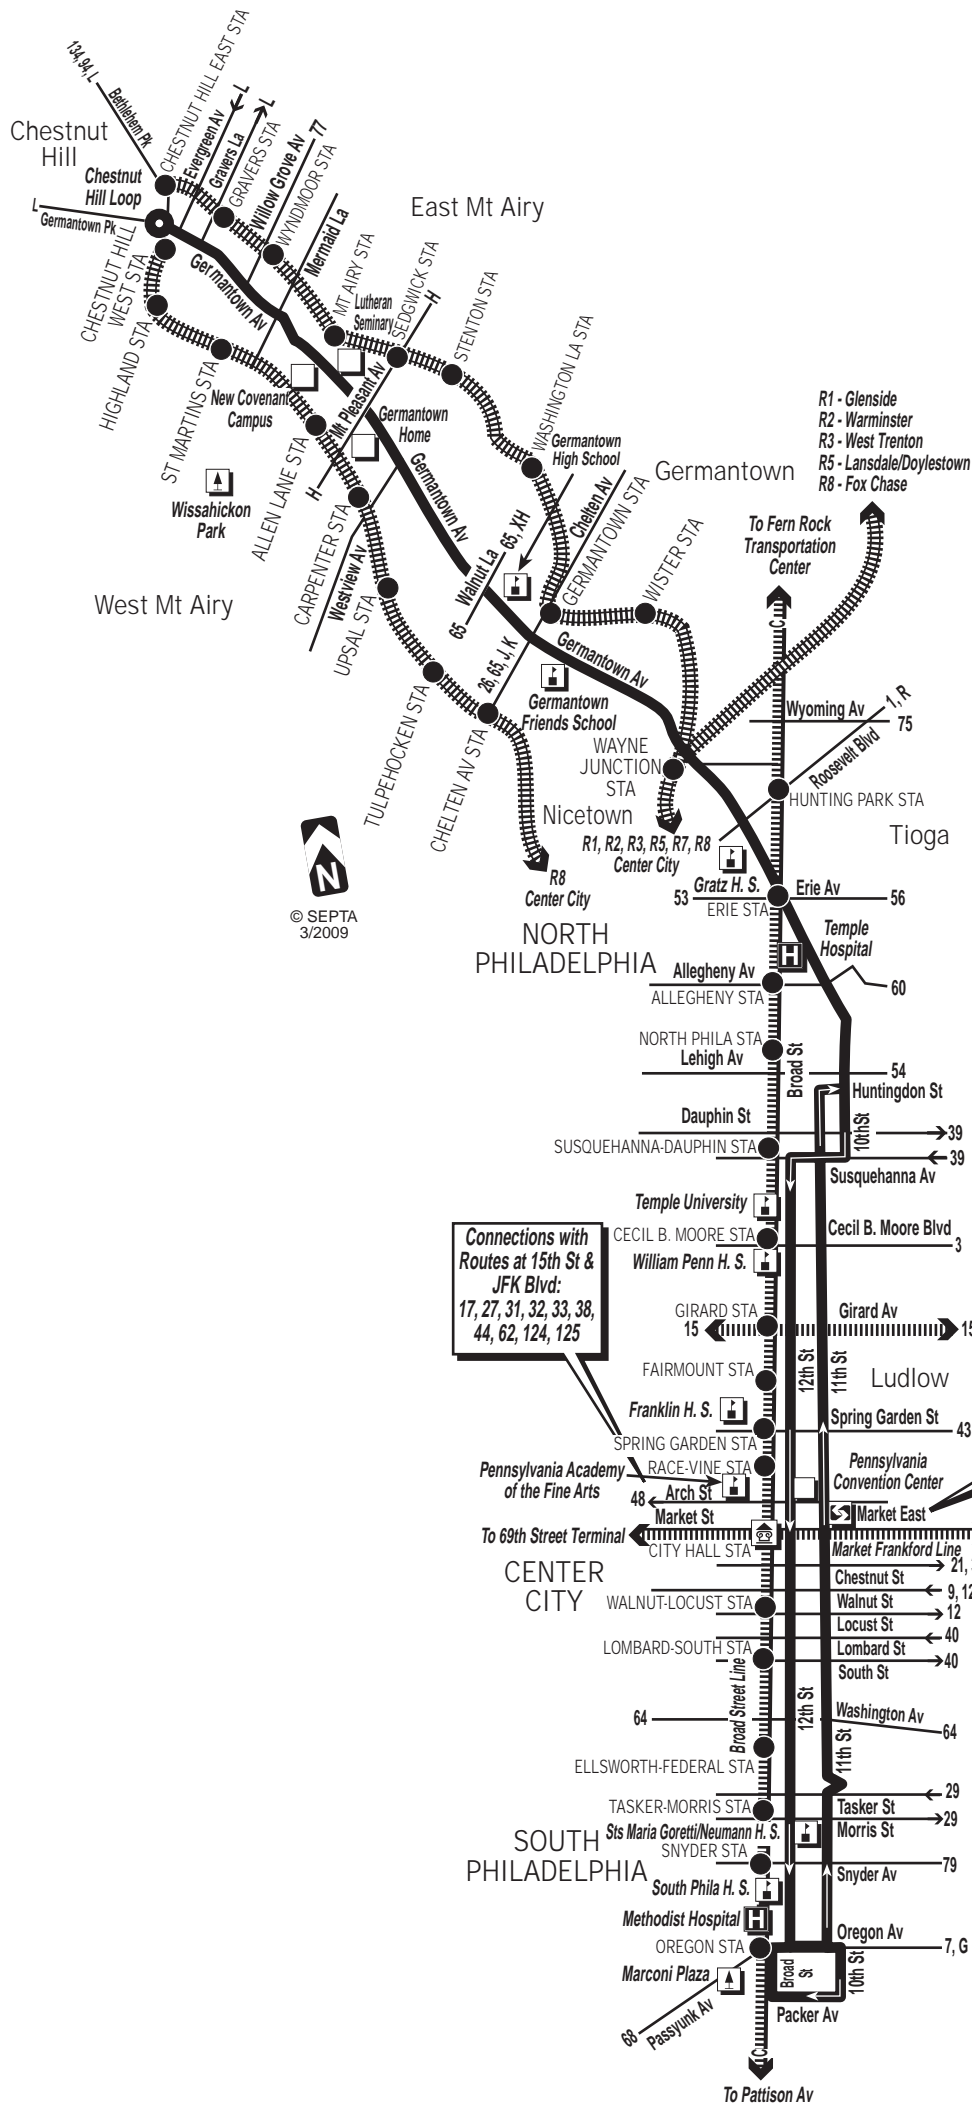 134, 94, L
Bethlehem Pk
CHESTNUT HILL EAST STA
Evergreen Av
L
Gravers La
L
GRAVERS STA
Willow Grove Av
77
WYNDMOOR STA
Mermaid La
Chestnut
Hill
Chestnut
Hill Loop
L
Germantown Pk
CHESTNUT HILL
WEST STA
HIGHLAND STA
ST MARTINS STA
Germantown Av
East Mt Airy
MT AIRY STA
Lutheran
Seminary
SEDGWICK STA
H
STENTON STA
WASHINGTON LA STA
New Covenant
Campus
Mt Pleasant Av
H
Germantown
Home
ALLEN LANE STA
Wissahickon
Park
CARPENTER STA
Westview Av
UPSAL STA
Germantown Av
West Mt Airy
Germantown
High School
Germantown
Chelten Av
GERMANTOWN STA
WISTER STA
65
Walnut La
65, XH
26, 65, J, K
TULPEHOCKEN STA
CHELTEN AV STA
Germantown Av
Germantown
Friends School
R1 - Glenside
R2 - Warminster
R3 - West Trenton
R5 - Lansdale/Doylestown
R8 - Fox Chase
To Fern Rock
Transportation
Center
C
Wyoming Av
75
1, R
Roosevelt Blvd
WAYNE
JUNCTION
STA
HUNTING PARK STA
Nicetown
Tioga
R1, R2, R3, R5, R7, R8
Center City
R8
Center City
N
© SEPTA
3/2009
Gratz H. S.
53
Erie Av
56
ERIE STA
NORTH
PHILADELPHIA
Temple
Hospital
H
Allegheny Av
60
ALLEGHENY STA
NORTH PHILA STA
Lehigh Av
54
Broad St
Huntingdon St
10thSt
Dauphin St
39
SUSQUEHANNA-DAUPHIN STA
39
Susquehanna Av
Temple University
CECIL B. MOORE STA
Cecil B. Moore Blvd
3
William Penn H. S.
Connections with
Routes at 15th St &
JFK Blvd:
17, 27, 31, 32, 33, 38,
44, 62, 124, 125
GIRARD STA
Girard Av
15
15
FAIRMOUNT STA
12th St
11th St
Ludlow
Franklin H. S.
Spring Garden St
43
SPRING GARDEN STA
RACE-VINE STA
Pennsylvania Academy
of the Fine Arts
Pennsylvania
Convention Center
48
Arch St
Market St
Market East
To 69th Street Terminal
CITY HALL STA
Market Frankford Line
CENTER
CITY
21,
Chestnut St
9, 12
WALNUT-LOCUST STA
Walnut St
12
Locust St
40
LOMBARD-SOUTH STA
Lombard St
40
South St
Broad Street Line
12th St
64
Washington Av
64
11th St
ELLSWORTH-FEDERAL STA
29
TASKER-MORRIS STA
Tasker St
29
Sts Maria Goretti/Neumann H. S.
Morris St
SOUTH
PHILADELPHIA
SNYDER STA
79
Snyder Av
South Phila H. S.
Methodist Hospital
H
Oregon Av
OREGON STA
7, G
Broad
St
10th St
Marconi Plaza
Packer Av
68
Passyunk Av
C
To Pattison Av